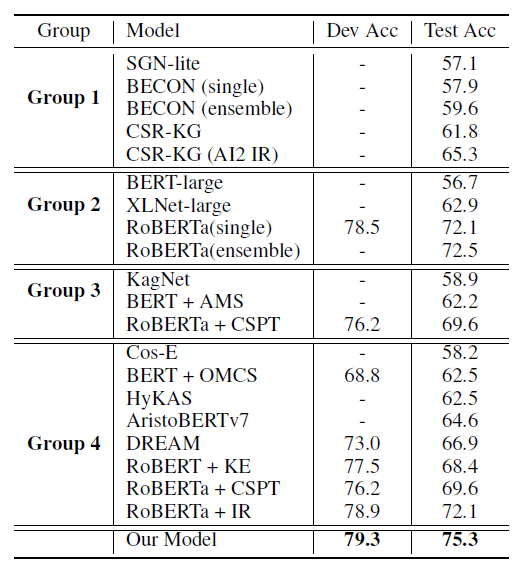 Group Model Dev Acc Test Acc
SGN-lite - 57.1
BECON (single) - 57.9
Group 1
BECON (ensemble) - 59.6
CSR-KG - 61.8
CSR-KG (AI2 IR) - 65.3
BERT-large - 56.7
Group 2 XLNet-large - 62.9
RoBERTa(single) 78.5 72.1
RoBERTa(ensemble) - 72.5
KagNet - 58.9
Group 3
BERT + AMS - 62.2
RoBERTa + CSPT 76.2 69.6
Cos-E - 58.2
BERT + OMCS 68.8 62.5
HyKAS - 62.5
AristoBERTv7 - 64.6
Group 4 DREAM 73.0 66.9
RoBERT + KE 77.5 68.4
RoBERTa + CSPT 76.2 69.6
RoBERTa + IR 78.9 72.1
Our Model 79.3 75.3